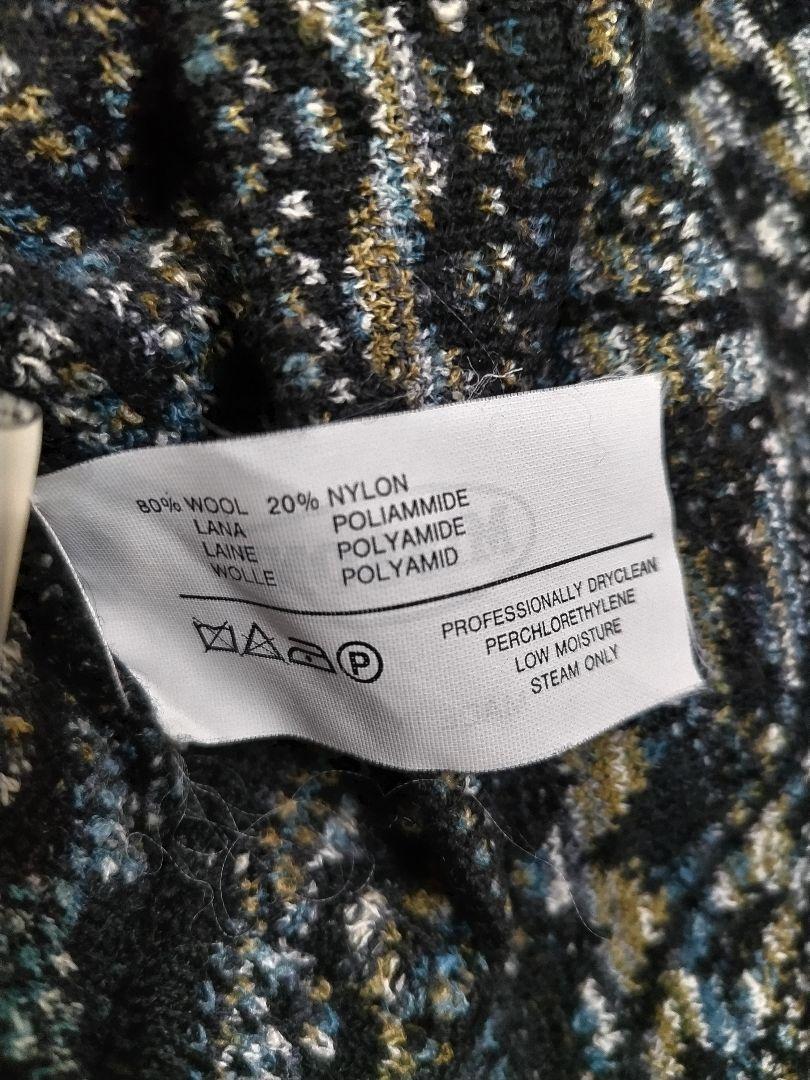 80% WOOL 20% NYLON
LANA POLIAMMIDE
LAINE POLYAMIDE
WOLLE POLYAMID
P
PROFESSIONALLY DRYCLEAN
PERCHLORETHYLENE
LOW MOISTURE
STEAM ONLY